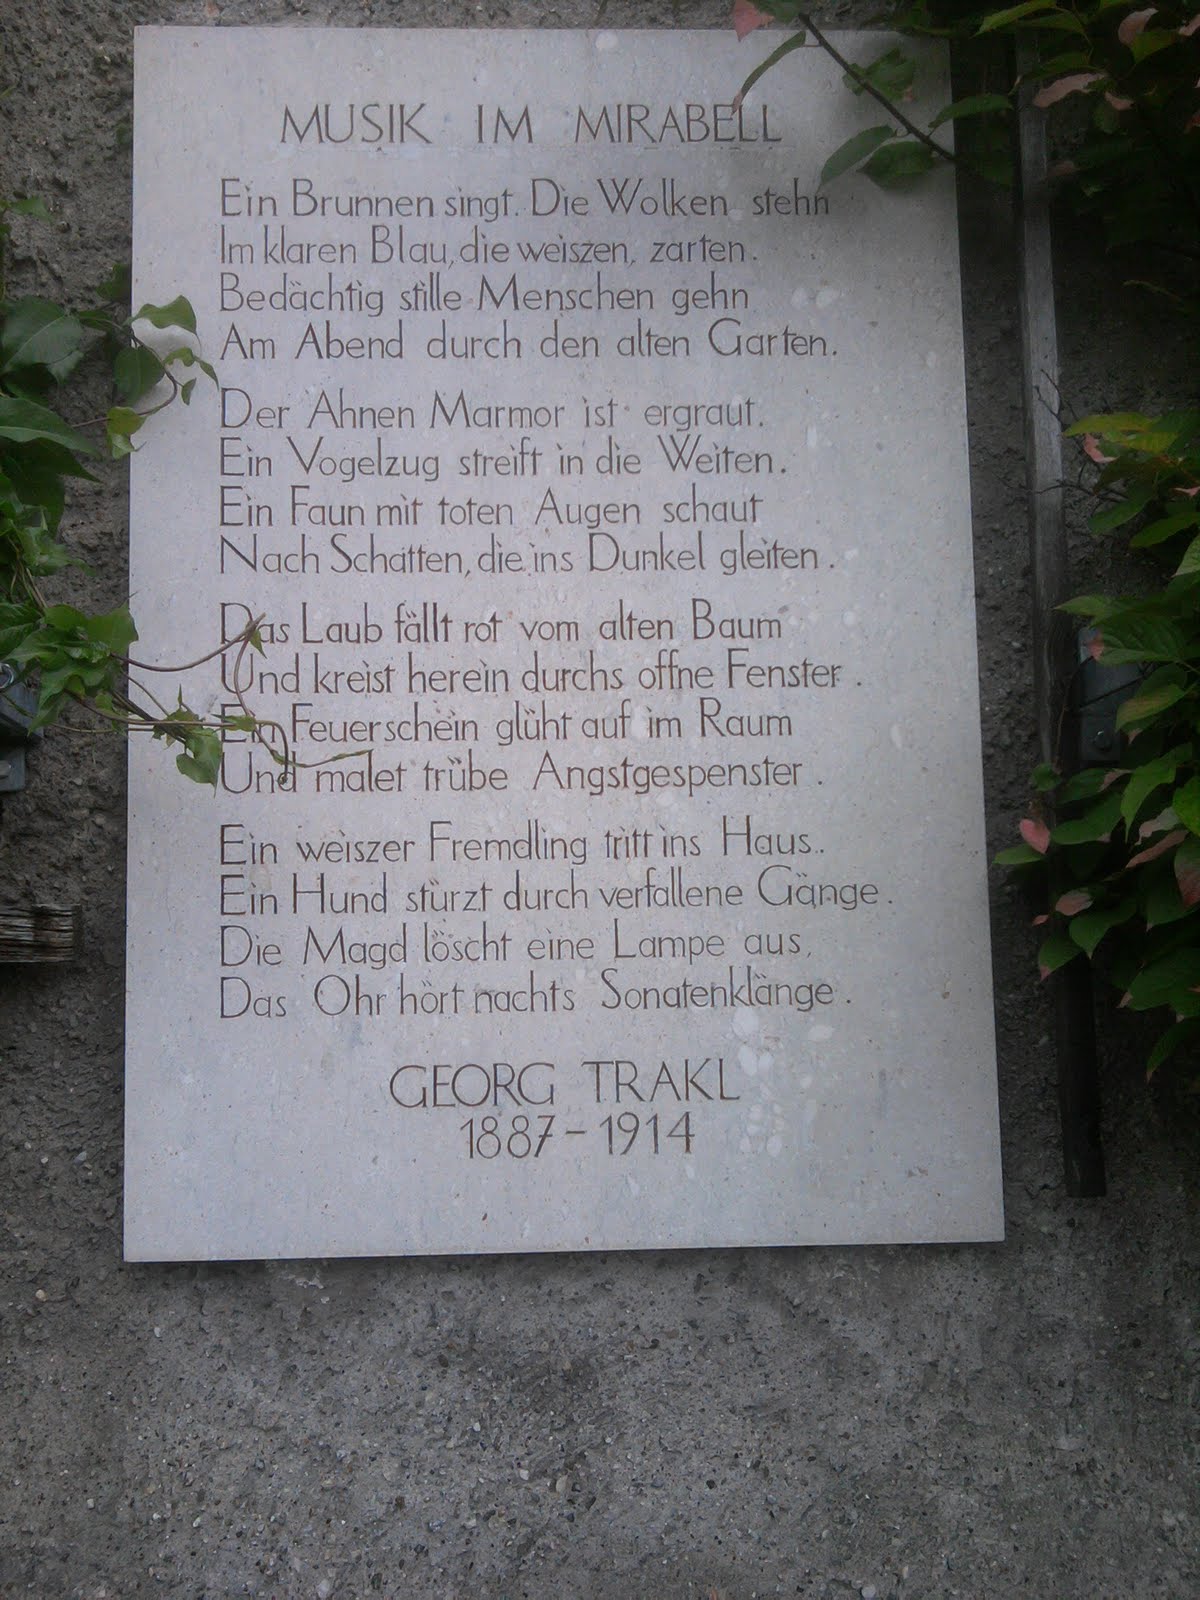 MUSIK IM MIRABELL
Ein Brunnen singt. Die Wolken stehn
Im klaren Blau, die weiszen, zarten.
Bedächtig stille Menschen gehn
Am Abend durch den alten Garten.
Der Ahnen Marmor ist ergraut.
Ein Vogelzug streift in die Weiten.
Ein Faun mit toten Augen schaut
Nach Schatten, die ins Dunkel gleiten.
Das Laub fällt rot vom alten Baum
Und kreist herein durchs offne Fenster.
Ein Feuerschein glüht auf im Raum
Und malet trübe Angstgespenster.
Ein weiszer Fremdling tritt ins Haus..
Ein Hund stürzt durch verfallene Gänge.
Die Magd löscht eine Lampe aus,
Das Ohr hört nachts Sonatenklänge.
GEORG TRAKL
1887-1914